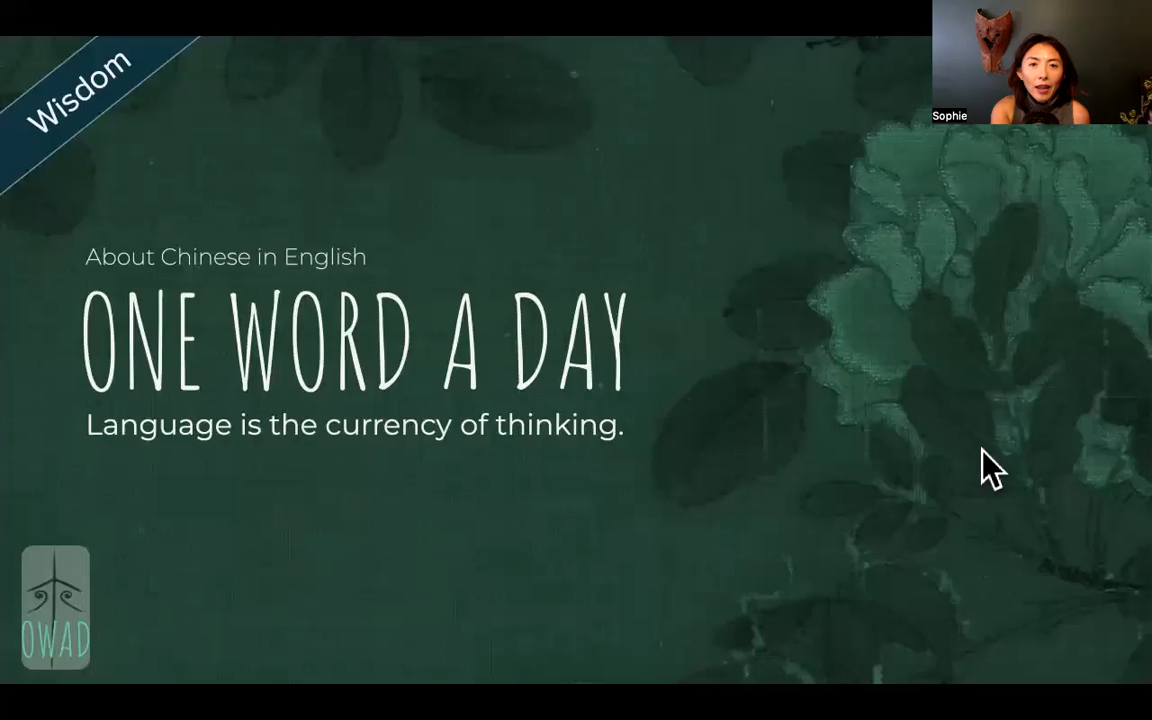 Wisdom
Sophie
About Chinese in English
ONE WORD A DAY
Language is the currency of thinking.
OWAD